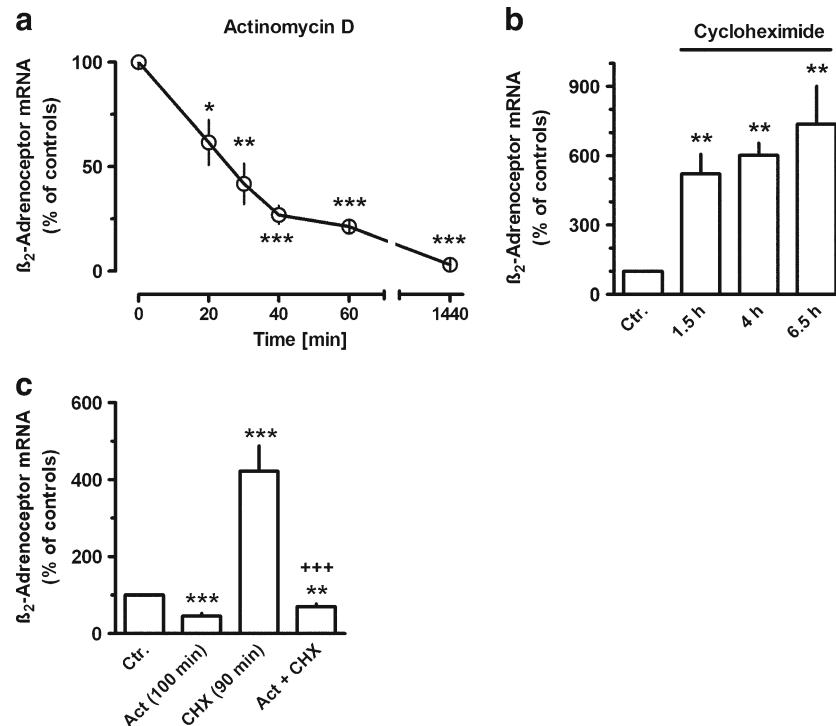 a
Actinomycin D
ß2-Adrenoceptor mRNA
(% of controls)
100
50
0
*
**
***
***
***
0 20 40 60 1440
Time [min]
b
Cycloheximide
ß2-Adrenoceptor mRNA
(% of controls)
900
600
300
0
**
**
**
Ctr. 1.5 h 4 h 6.5 h
c
ß2-Adrenoceptor mRNA
(% of controls)
600
400
200
0
***
***
+++
**
Ctr. Act (100 min) CHX (90 min) Act + CHX